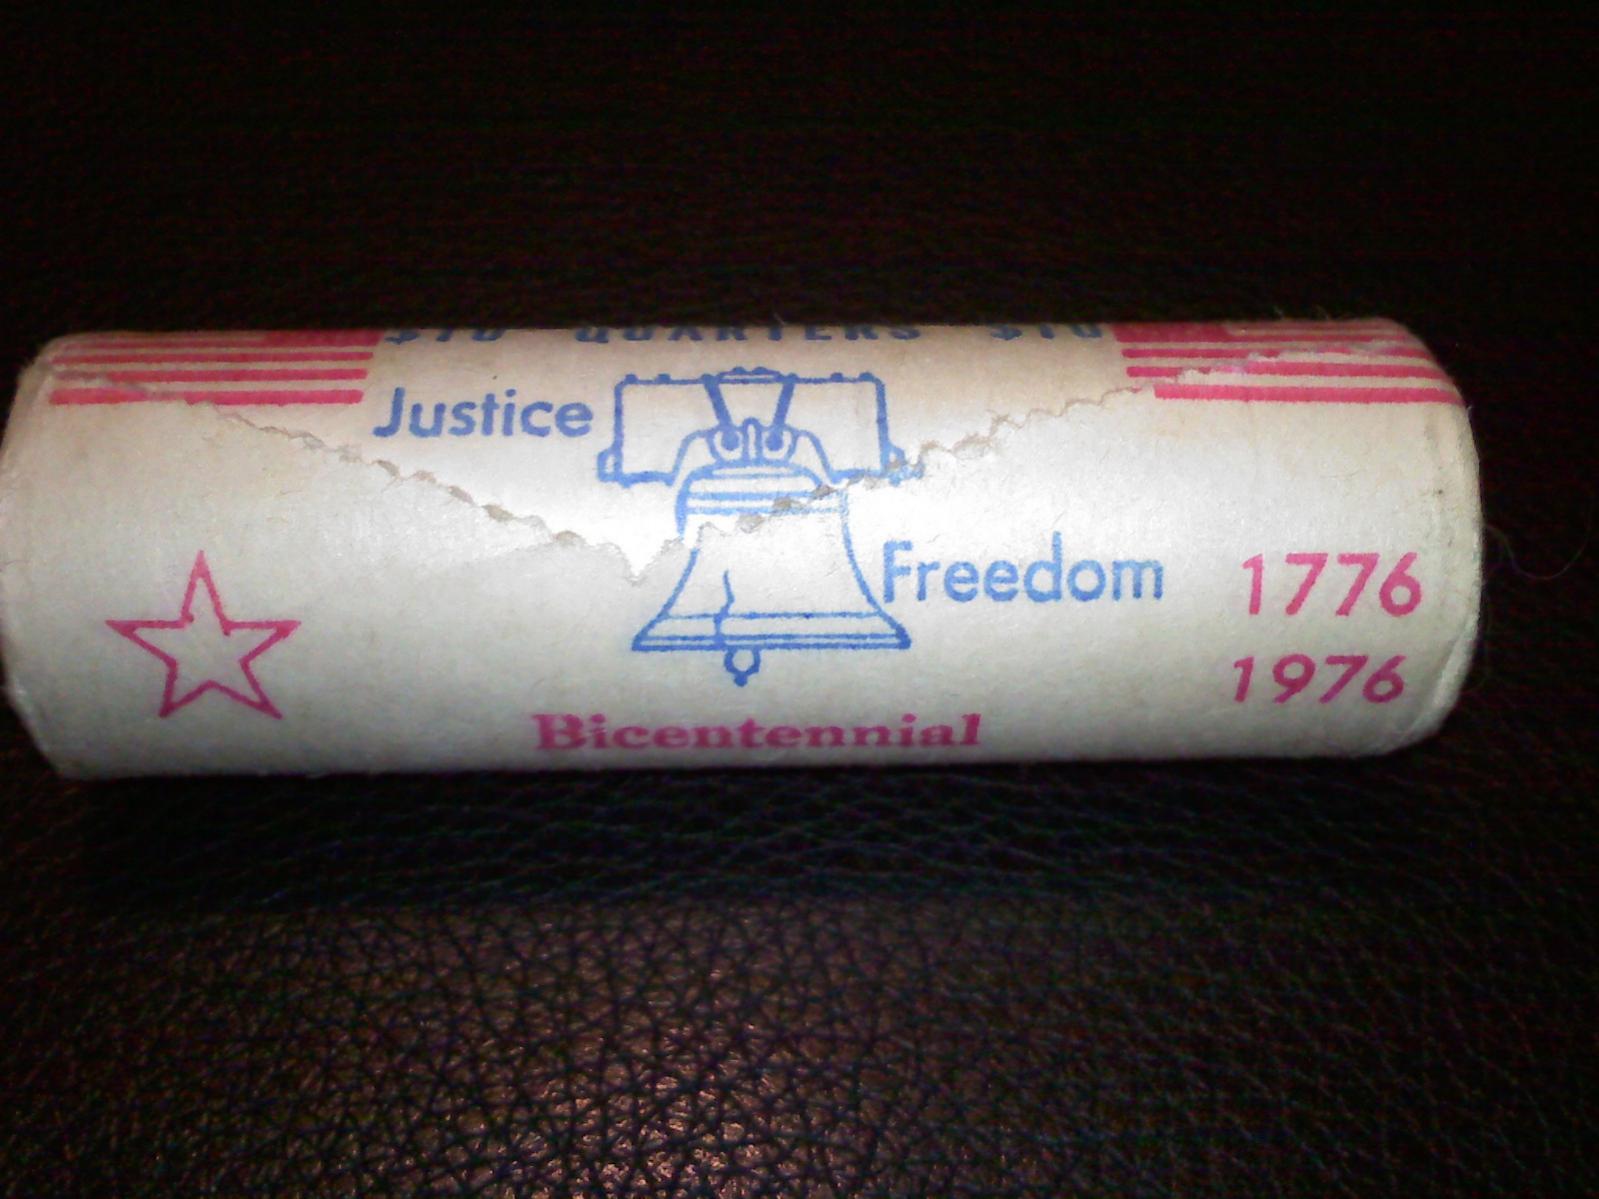 $10 QUARTERS $10
Justice
Freedom
1776
1976
Bicentennial